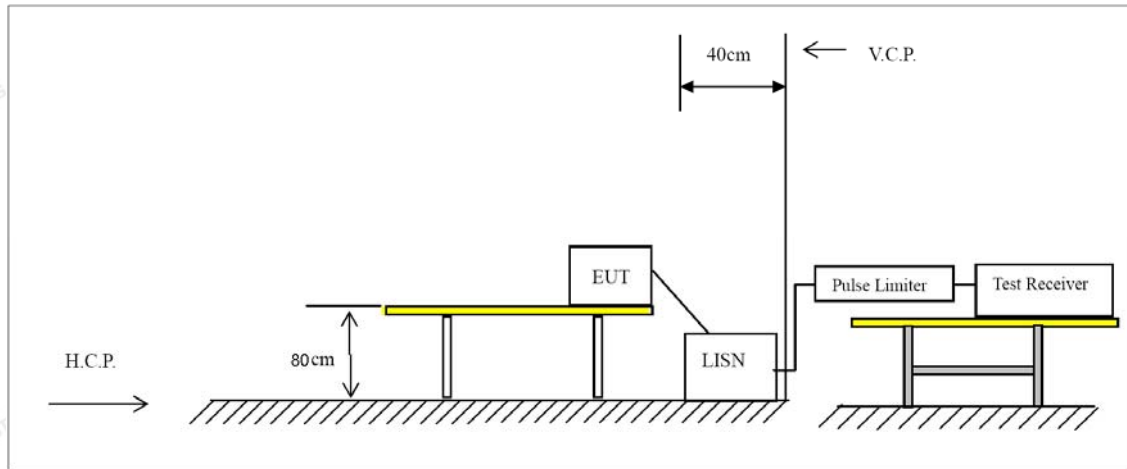 40cm
V.C.P.
EUT
Pulse Limiter
Test Receiver
80cm
LISN
H.C.P.